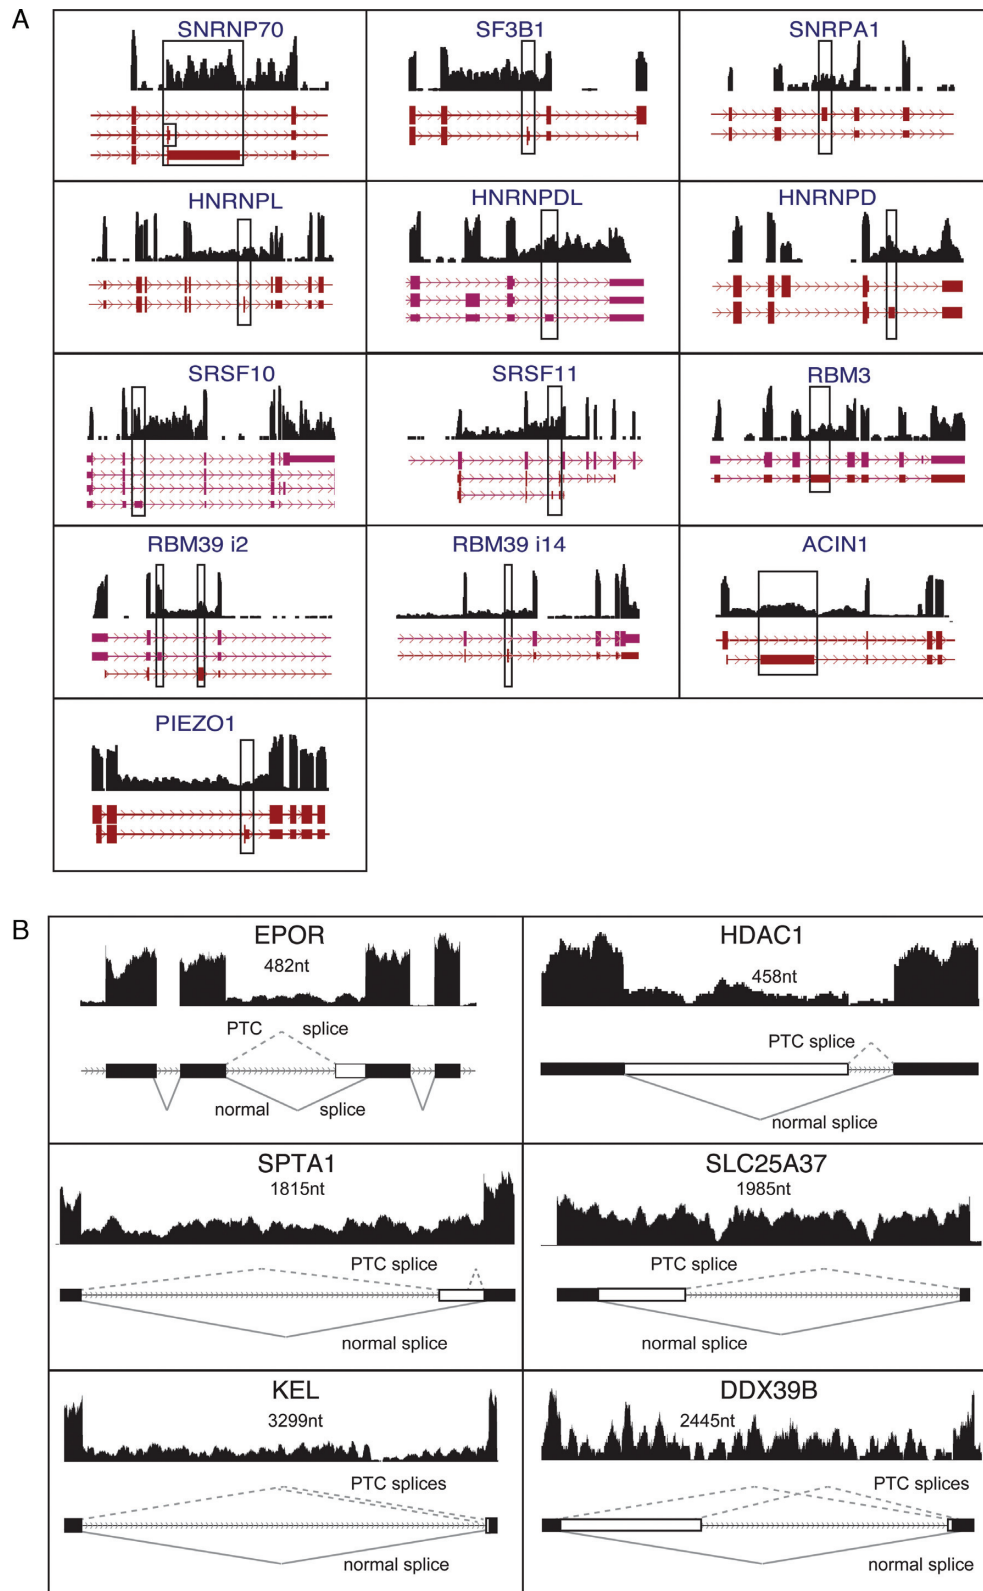 A
SNRNP70 SF3B1 SNRPA1
HNRNPL HNRNPDL HNRNPD
SRSF10 SRSF11 RBM3
RBM39 i2 RBM39 i14 ACIN1
PIEZO1
B
EPOR HDAC1
482nt 458nt
PTC splice PTC splice
normal splice normal splice
SPTA1 SLC25A37
1815nt 1985nt
PTC splice PTC splice
normal splice normal splice
KEL DDX39B
3299nt 2445nt
PTC splices PTC splices
normal splice normal splice